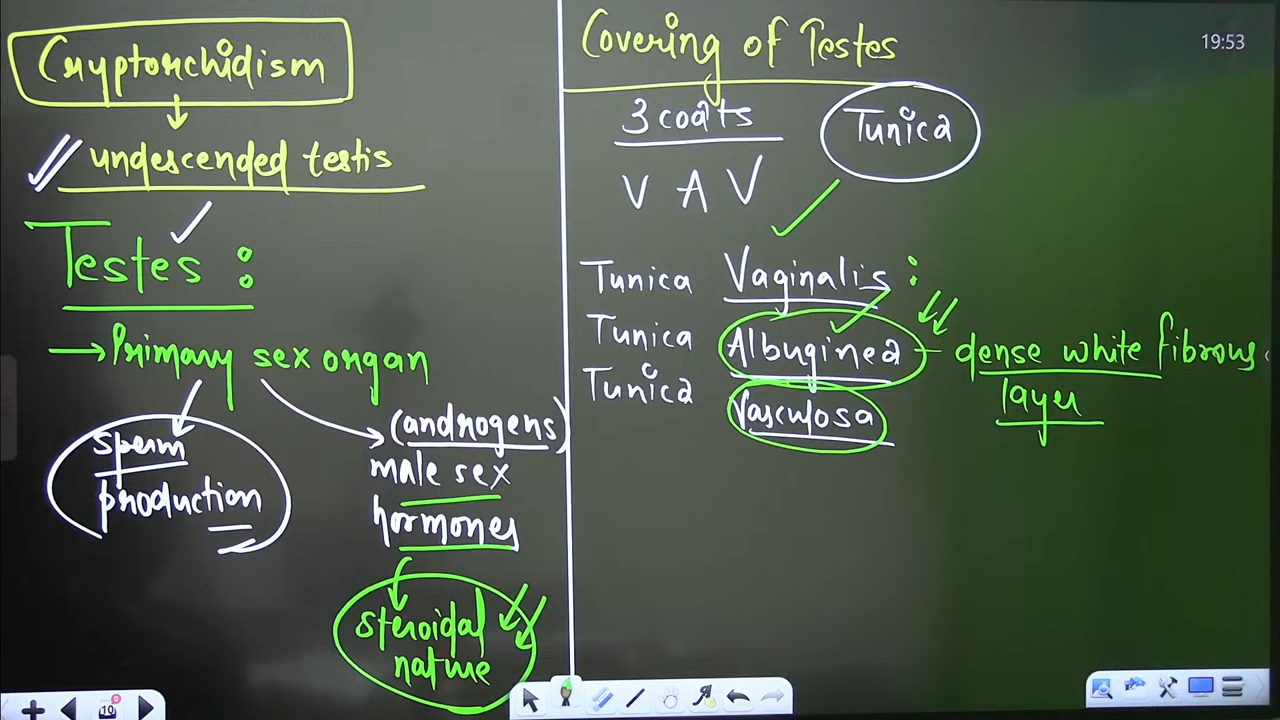 Cryptorchidism
undescended testis
Testes :
Primary sex organ
sperm
production
(androgens)
male sex
hormones
steroidal
nature
Covering of Testes
19:53
3 coats
Tunica
V A V
Tunica Vaginalis :
Tunica Albuginea - dense white fibrous
layer
Tunica Vasculosa
10